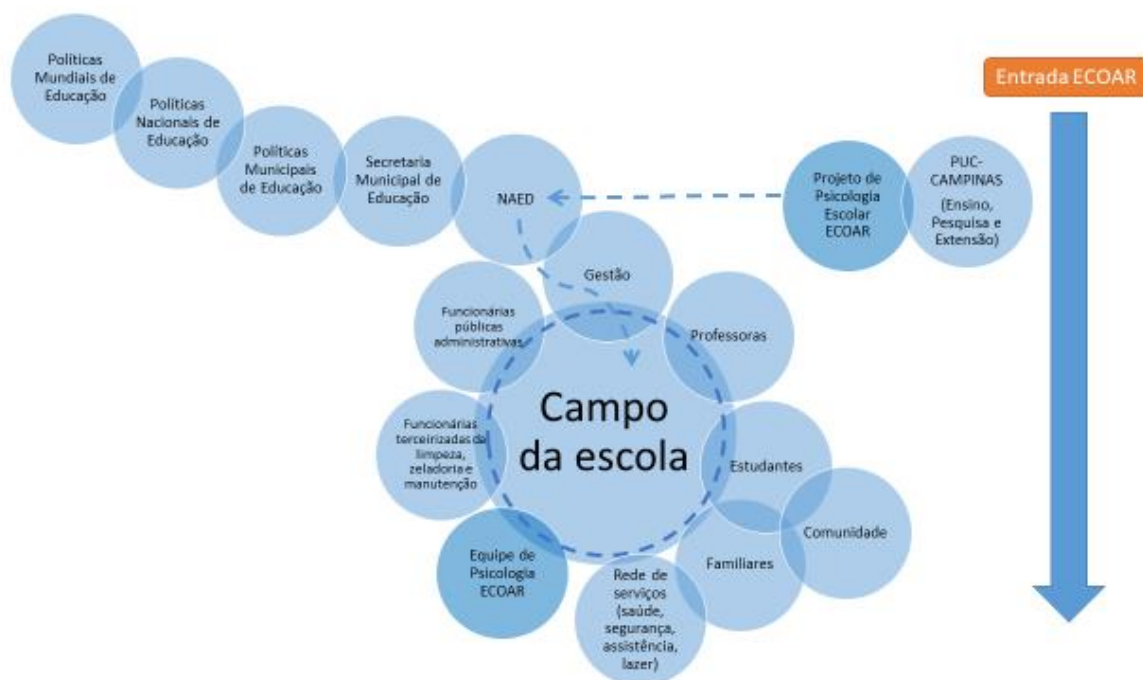 Políticas
Mundiais de
Educação
Políticas
Nacionais de
Educação
Políticas
Municipais
de Educação
Secretaria
Municipal de
Educação
NAED
Projeto de
Psicologia
Escolar
ECOAR
PUC-
CAMPINAS
(Ensino,
Pesquisa e
Extensão)
Entrada ECOAR
Gestão
Professoras
Funcionárias
públicas
administrativas
Campo
da escola
Funcionárias
terceirizadas de
limpeza,
zeladoria e
manutenção
Estudantes
Comunidade
Familiares
Equipe de
Psicologia
ECOAR
Rede de
serviços
(saúde,
segurança,
assistência,
lazer)